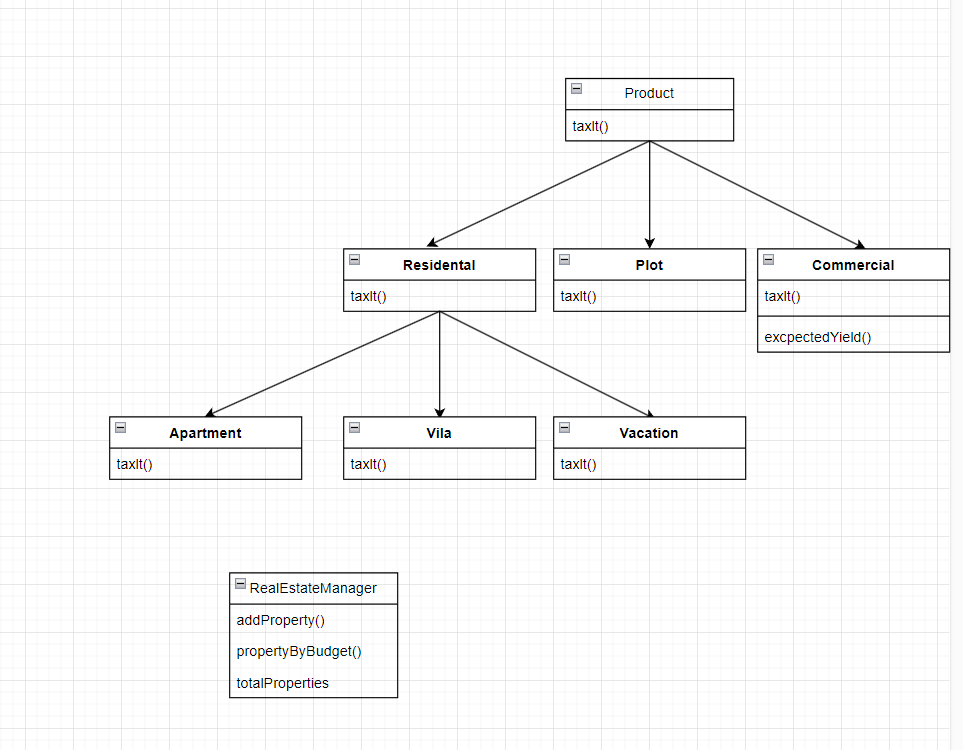 Product
taxIt()
Residental
taxIt()
Plot
taxIt()
Commercial
taxIt()
excpectedYield()
Apartment
taxIt()
Vila
taxIt()
Vacation
taxIt()
RealEstateManager
addProperty()
propertyByBudget()
totalProperties